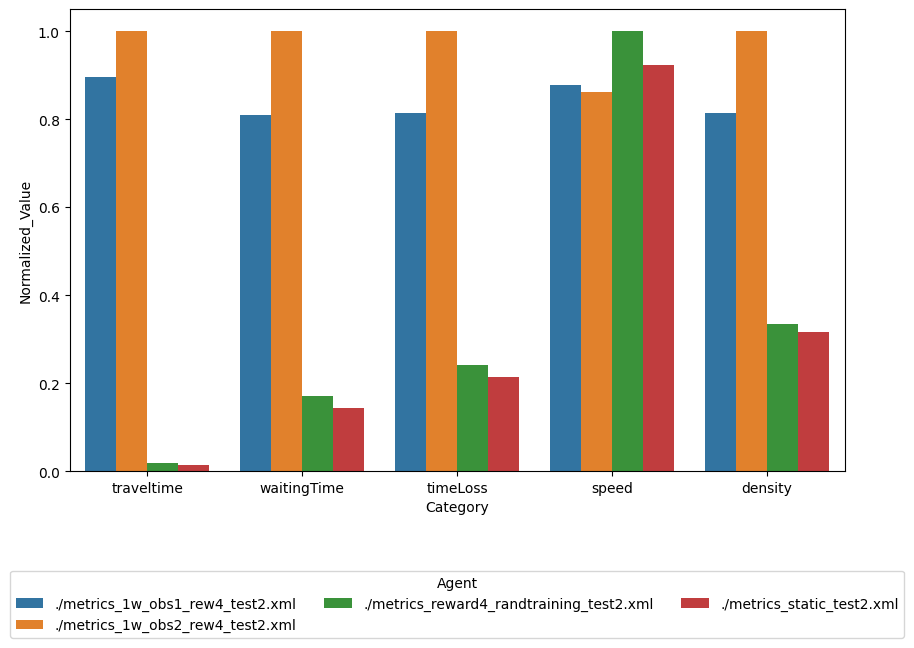 Normalized_Value
1.0
0.8
0.6
0.4
0.2
0.0
traveltime
waitingTime
timeLoss
speed
density
Category
Agent
./metrics_1w_obs1_rew4_test2.xml
./metrics_1w_obs2_rew4_test2.xml
./metrics_reward4_randtraining_test2.xml
./metrics_static_test2.xml